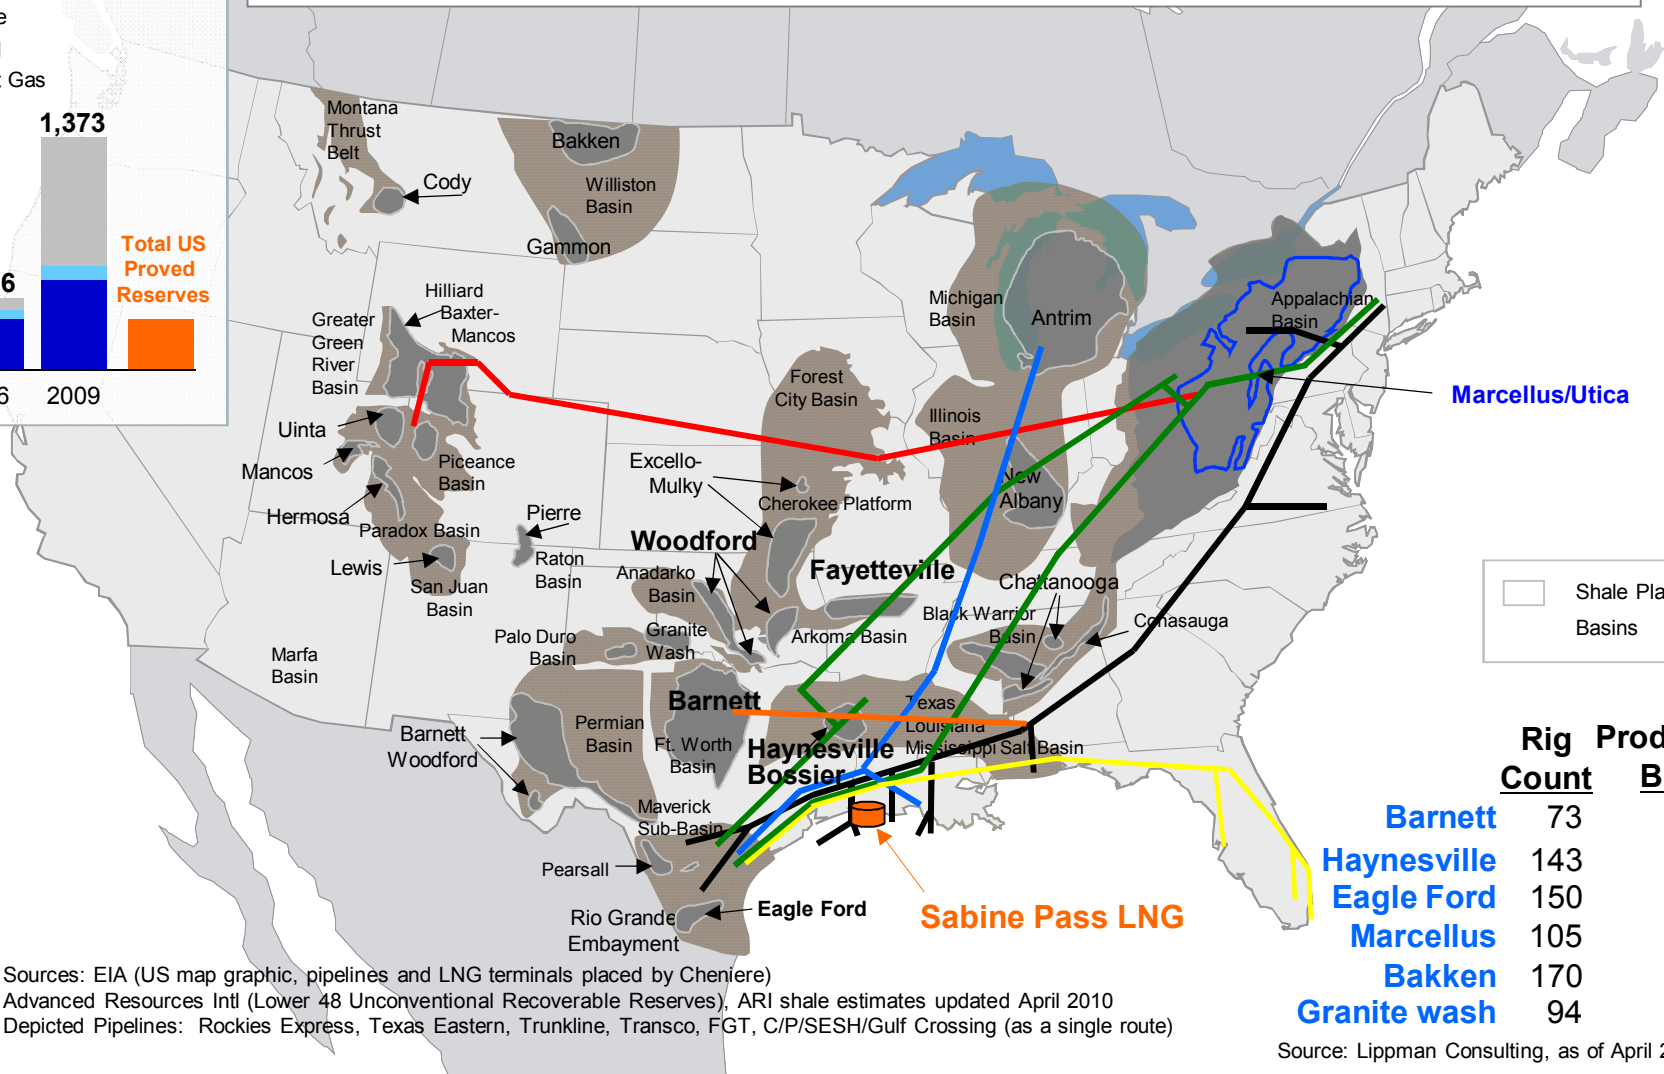 Gas
1,373
6
Total US
Proved
Reserves
6
2009
Montana
Thrust
Belt
Cody
Bakken
Williston
Basin
Gammon
Hilliard
Baxter-
Mancos
Greater
Green
River
Basin
Uinta
Mancos
Hermosa
Piceance
Basin
Paradox Basin
Lewis
San Juan
Basin
Pierre
Raton
Basin
Michigan
Basin
Antrim
Appalachian
Basin
Marcellus/Utica
Forest
City Basin
Illinois
Basin
New
Albany
Excello-
Mulky
Cherokee Platform
Woodford
Fayetteville
Anadarko
Basin
Granite
Wash
Arkoma Basin
Palo Duro
Basin
Chattanooga
Black Warrior
Basin
Conasauga
Marfa
Basin
Barnett
Permian
Basin
Ft. Worth
Basin
Barnett
Woodford
Texas
Louisiana
Mississippi Salt Basin
Haynesville
Bossier
Maverick
Sub-Basin
Pearsall
Eagle Ford
Rio Grande
Embayment
Sabine Pass LNG
Shale Pla
Basins
Rig
Count
Prod
B
Barnett 73
Haynesville 143
Eagle Ford 150
Marcellus 105
Bakken 170
Granite wash 94
Source: Lippman Consulting, as of April 2
Sources: EIA (US map graphic, pipelines and LNG terminals placed by Cheniere)
Advanced Resources Intl (Lower 48 Unconventional Recoverable Reserves), ARI shale estimates updated April 2010
Depicted Pipelines: Rockies Express, Texas Eastern, Trunkline, Transco, FGT, C/P/SESH/Gulf Crossing (as a single route)